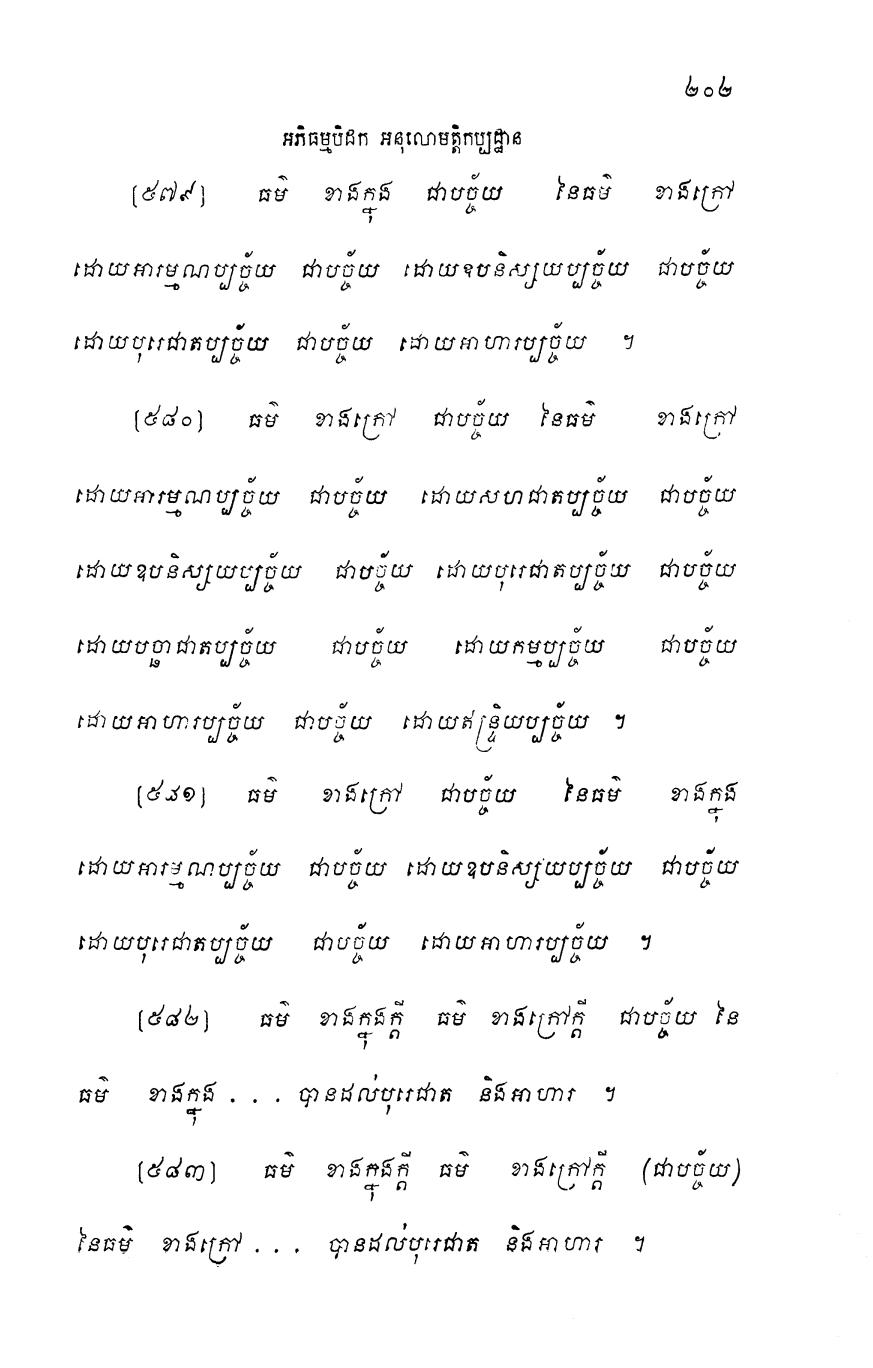 ២០២
អភិធម្មបិដក អនុលោមត្តិកប្បដ្ឋាន
[៥៧៩] ធម៌ ខាងក្នុង ជាបច្ច័យ នៃធម៌ ខាងក្រៅ
ដោយអារម្មណប្បច្ច័យ ជាបច្ច័យ ដោយឧបនិស្សយប្បច្ច័យ ជាបច្ច័យ
ដោយបុរេជាតប្បច្ច័យ ជាបច្ច័យ ដោយអាហារប្បច្ច័យ ។
[៥៨០] ធម៌ ខាងក្រៅ ជាបច្ច័យ នៃធម៌ ខាងក្រៅ
ដោយអារម្មណប្បច្ច័យ ជាបច្ច័យ ដោយសហជាតប្បច្ច័យ ជាបច្ច័យ
ដោយឧបនិស្សយប្បច្ច័យ ជាបច្ច័យ ដោយបុរេជាតប្បច្ច័យ ជាបច្ច័យ
ដោយបច្ឆាជាតប្បច្ច័យ ជាបច្ច័យ ដោយកម្មប្បច្ច័យ ជាបច្ច័យ
ដោយអាហារប្បច្ច័យ ជាបច្ច័យ ដោយឥន្ទ្រិយប្បច្ច័យ ។
[៥៨១] ធម៌ ខាងក្រៅ ជាបច្ច័យ នៃធម៌ ខាងក្នុង
ដោយអារម្មណប្បច្ច័យ ជាបច្ច័យ ដោយឧបនិស្សយប្បច្ច័យ ជាបច្ច័យ
ដោយបុរេជាតប្បច្ច័យ ជាបច្ច័យ ដោយអាហារប្បច្ច័យ ។
[៥៨២] ធម៌ ខាងក្នុងក្តី ធម៌ ខាងក្រៅក្តី ជាបច្ច័យ នៃ
ធម៌ ខាងក្នុង . . . បានដល់បុរេជាត និងអាហារ ។
[៥៨៣] ធម៌ ខាងក្នុងក្តី ធម៌ ខាងក្រៅក្តី (ជាបច្ច័យ)
នៃធម៌ ខាងក្រៅ . . . បានដល់បុរេជាត និងអាហារ ។